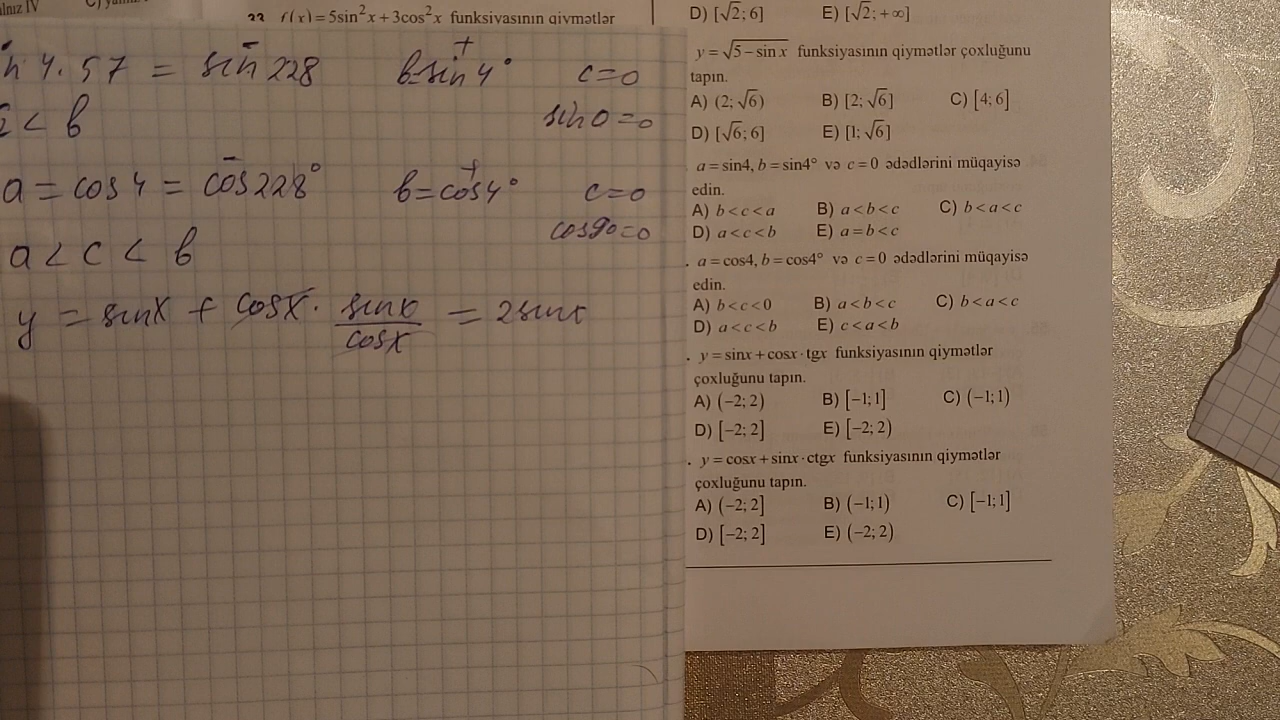 f(x) = 5sin²x + 3cos²x funksiyasının qiymətlər
4.57 = sin 228 b=sin 4° c=0
< b sin 0 = 0
a = cos 4 = cos 228° b=cos 4° c=0
cos90=0
a < c < b
y = sinx + cosx · sinx/cosx = 2sinx
D) [√2; 6] E) [√2; +∞]
y = √5 − sin x funksiyasının qiymətlər çoxluğunu
tapın.
A) (2; √6) B) [2; √6] C) [4; 6]
D) [√6; 6] E) [1; √6]
a = sin4, b = sin4° və c = 0 ədədlərini müqayisə
edin.
A) b < c < a B) a < b < c C) b < a < c
D) a < c < b E) a = b < c
. a = cos4, b = cos4° və c = 0 ədədlərini müqayisə
edin.
A) b < c < 0 B) a < b < c C) b < a < c
D) a < c < b E) c < a < b
. y = sinx + cosx · tgx funksiyasının qiymətlər
çoxluğunu tapın.
A) (−2; 2) B) [−1; 1] C) (−1; 1)
D) [−2; 2] E) [−2; 2)
. y = cosx + sinx · ctgx funksiyasının qiymətlər
çoxluğunu tapın.
A) (−2; 2] B) (−1; 1) C) [−1; 1]
D) [−2; 2] E) (−2; 2)